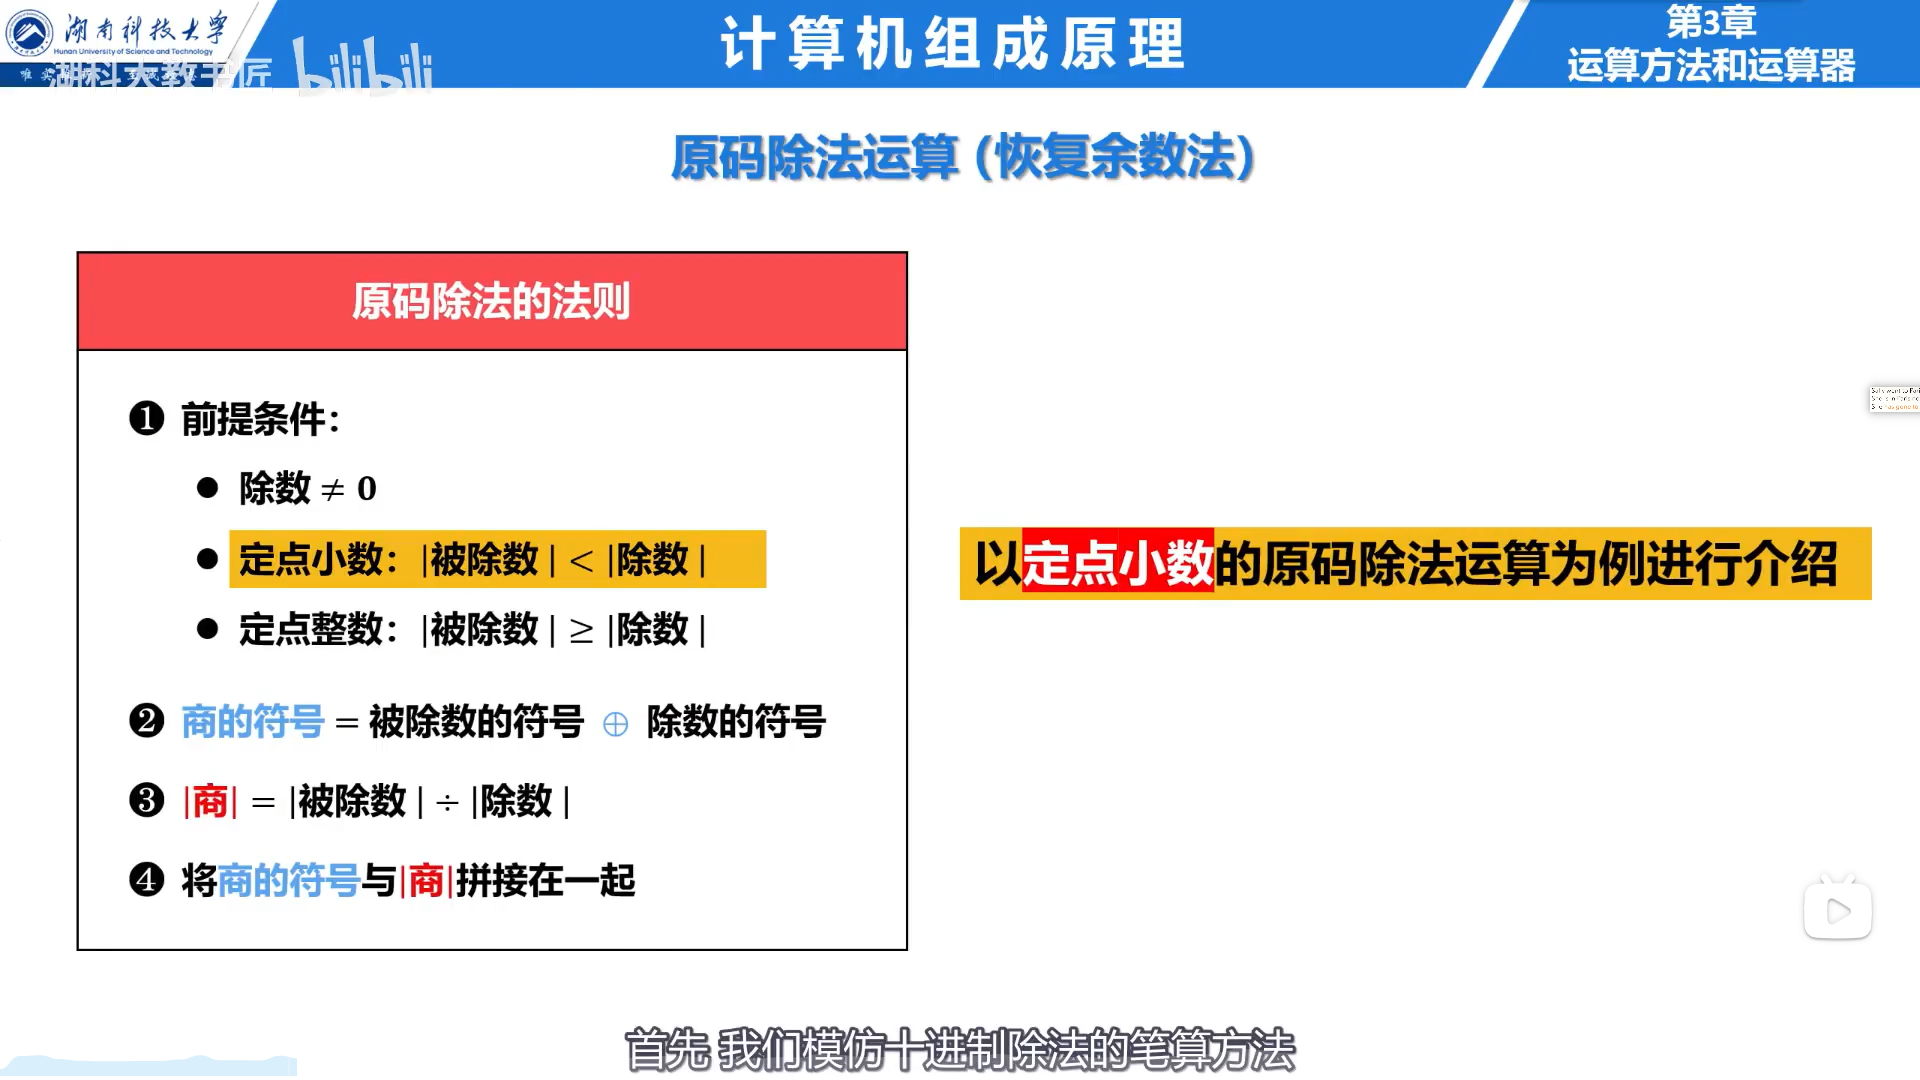 湖南科技大学
Hunan University of Science and Technology
湖科大教书匠 bilibili
计算机组成原理
第3章
运算方法和运算器
原码除法运算（恢复余数法）
原码除法的法则
❶ 前提条件：
● 除数 ≠ 0
● 定点小数：|被除数| < |除数|
● 定点整数：|被除数| ≥ |除数|
❷ 商的符号 = 被除数的符号 ⊕ 除数的符号
❸ |商| = |被除数| ÷ |除数|
❹ 将商的符号与|商|拼接在一起
以定点小数的原码除法运算为例进行介绍
首先 我们模仿十进制除法的笔算方法